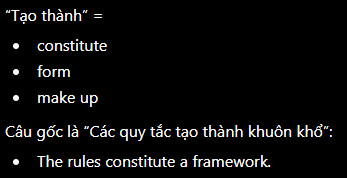 “Tạo thành” =
• constitute
• form
• make up
Câu gốc là “Các quy tắc tạo thành khuôn khổ”:
• The rules constitute a framework.